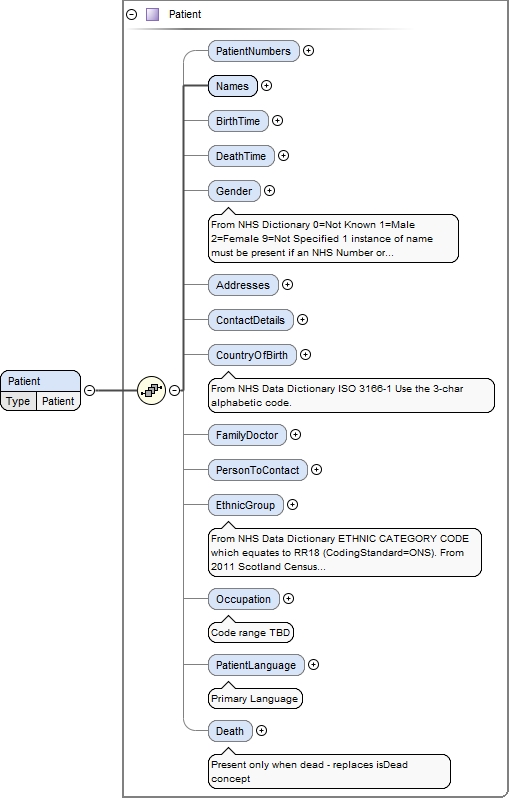 Patient
PatientNumbers
Names
BirthTime
DeathTime
Gender
From NHS Dictionary 0=Not Known 1=Male
2=Female 9=Not Specified 1 instance of name
must be present if an NHS Number or...
Addresses
ContactDetails
CountryOfBirth
From NHS Data Dictionary ISO 3166-1 Use the 3-char
alphabetic code.
Patient
Type Patient
FamilyDoctor
PersonToContact
EthnicGroup
From NHS Data Dictionary ETHNIC CATEGORY CODE
which equates to RR18 (CodingStandard=ONS). From
2011 Scotland Census...
Occupation
Code range TBD
PatientLanguage
Primary Language
Death
Present only when dead - replaces isDead
concept